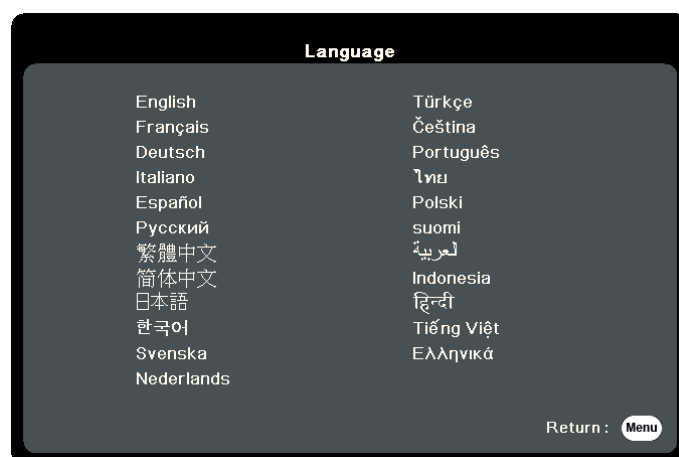 Language
English
Français
Deutsch
Italiano
Español
Русский
繁體中文
简体中文
日本語
한국어
Svenska
Nederlands
Türkçe
Čeština
Português
ไทย
Polski
suomi
العربية
Indonesia
हिन्दी
Tiếng Việt
Ελληνικά
Return : Menu